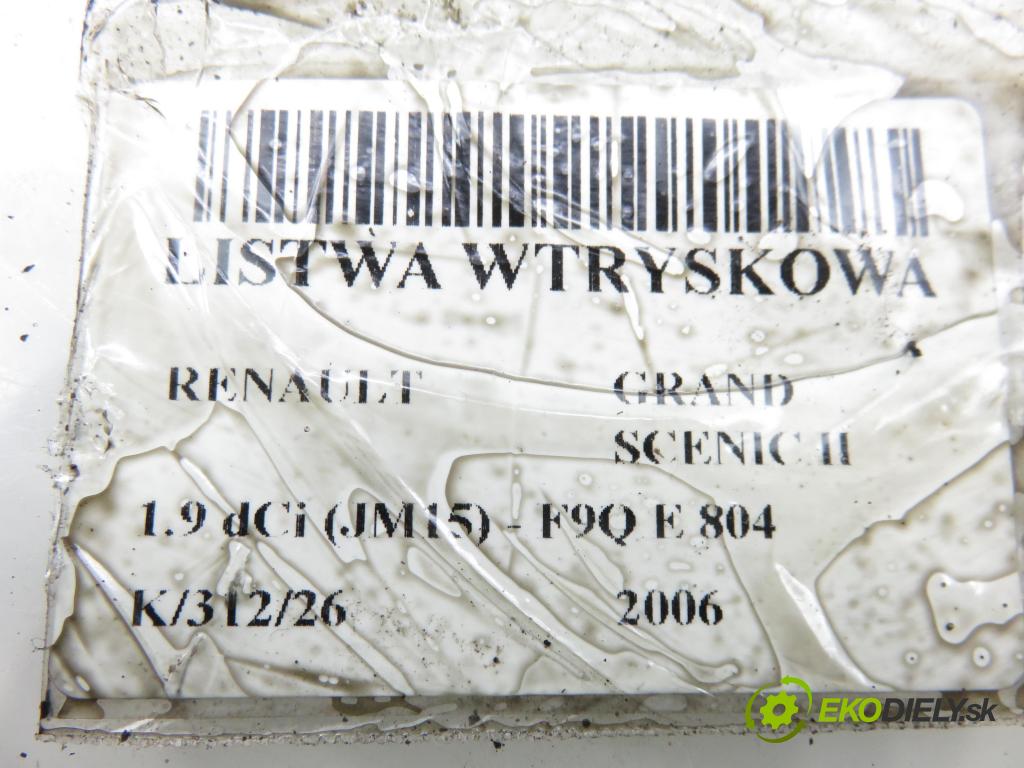 LISTWA WTRYSKOWA
RENAULT GRAND
SCENIC II
1.9 dCi (JM15) - F9Q E 804
K/312/26 2006
EKODIELY.sk